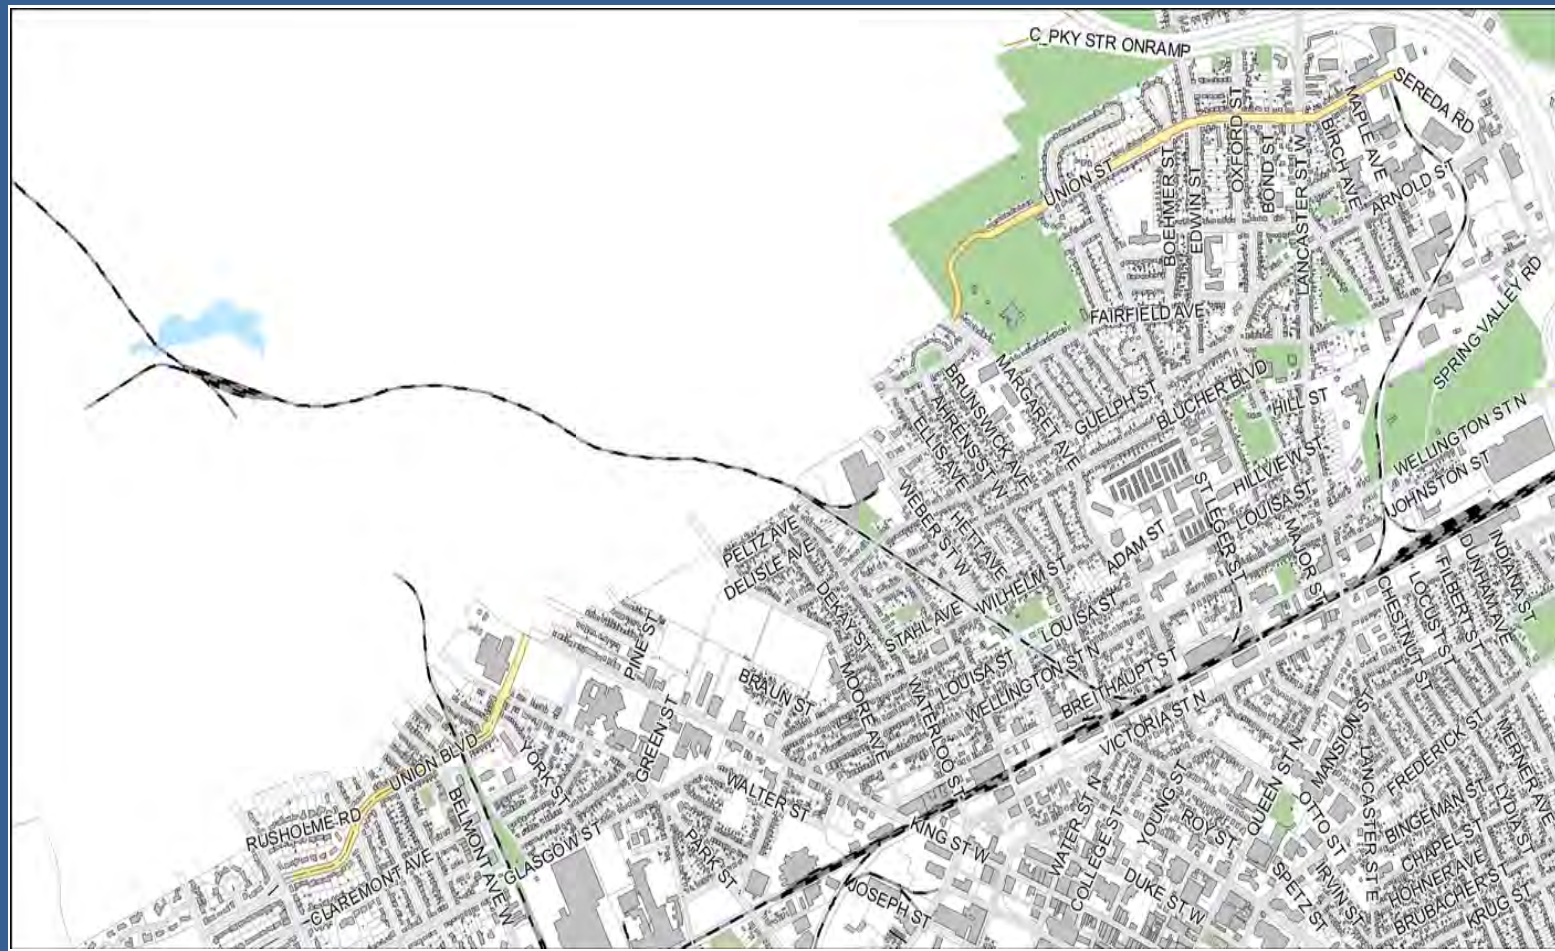 C_PKY STR ONRAMP
SEREDA RD
MAPLE AVE
BIRCH AVE
ARNOLD ST
OXFORD ST
BOND ST
LANCASTER ST W
UNION ST
BOEHMER ST
EDWIN ST
SPRING VALLEY RD
FAIRFIELD AVE
MARGARET AVE
BRUNSWICK AVE
AHRENS ST W
ELLIS AVE
GUELPH ST
BLUCHER BLVD
HILL ST
WELLINGTON ST N
HILLVIEW ST
JOHNSTON ST
WEBER ST W
HETT AVE
ST LEGER ST
LOUISA ST
MAJOR ST
ADAM ST
PELTZ AVE
DELISLE AVE
DEKAY ST
WILHELM ST
STAHL AVE
LOUISA ST
INDIANA ST
DUNHAM AVE
FILBERT ST
LOCUST ST
CHESTNUT ST
PINE ST
BRAUN ST
MOORE AVE
WATERLOO ST
LOUISA ST
WELLINGTON ST N
BREITHAUPT ST
VICTORIA ST N
GREEN ST
YORK ST
UNION BLVD
RUSHOLME RD
BELMONT AVE W
CLAREMONT AVE
GLASGOW ST
WALTER ST
PARK ST
KING ST W
JOSEPH ST
WATER ST N
COLLEGE ST
YOUNG ST
ROY ST
DUKE ST W
QUEEN ST N
MANSION ST
OTTO ST
SPETZ ST
IRVIN ST
LANCASTER ST E
FREDERICK ST
MERNER AVE
LYDIA ST
BINGEMAN ST
CHAPEL ST
HOHNER AVE
BRUBACHER ST
KRUG ST